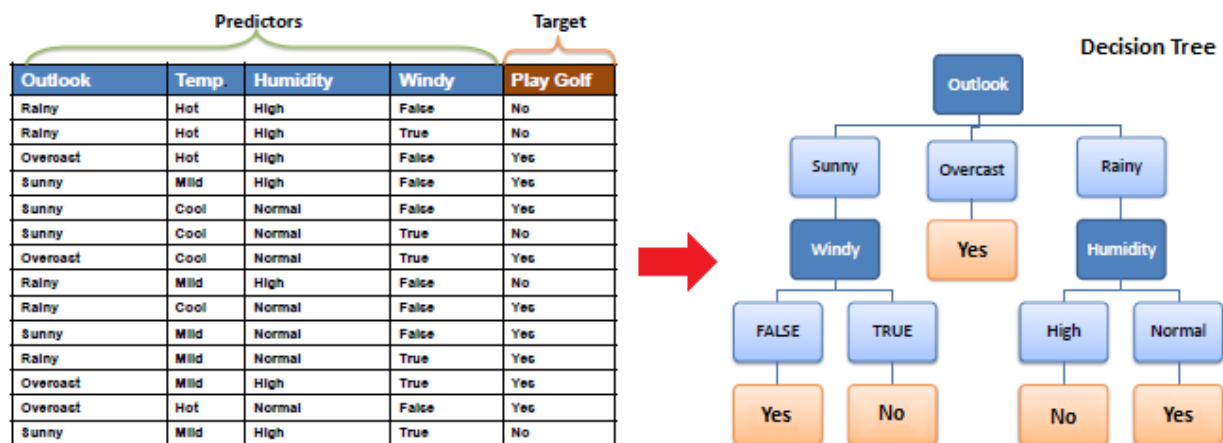 Predictors Target
Outlook Temp. Humidity Windy Play Golf
Rainy Hot High False No
Rainy Hot High True No
Overcast Hot High False Yes
Sunny Mild High False Yes
Sunny Cool Normal False Yes
Sunny Cool Normal True No
Overcast Cool Normal True Yes
Rainy Mild High False No
Rainy Cool Normal False Yes
Sunny Mild Normal False Yes
Rainy Mild Normal True Yes
Overcast Mild High True Yes
Overcast Hot Normal False Yes
Sunny Mild High True No
Decision Tree
Outlook
Sunny Overcast Rainy
Windy Yes Humidity
FALSE TRUE High Normal
Yes No No Yes